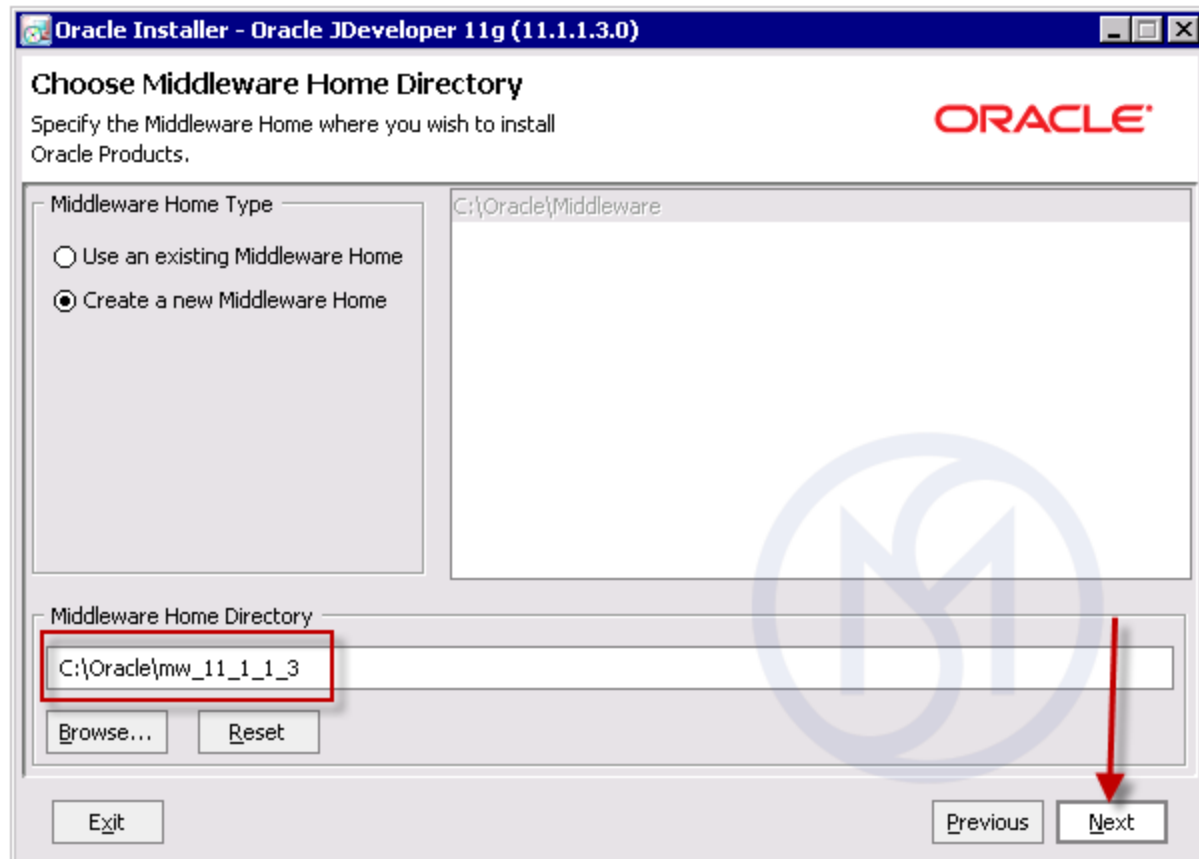 Oracle Installer - Oracle JDeveloper 11g (11.1.1.3.0)
Choose Middleware Home Directory
Specify the Middleware Home where you wish to install
Oracle Products.
ORACLE
Middleware Home Type
Use an existing Middleware Home
Create a new Middleware Home
C:\Oracle\Middleware
Middleware Home Directory
C:\Oracle\mw_11_1_1_3
Browse...
Reset
Exit
Previous
Next